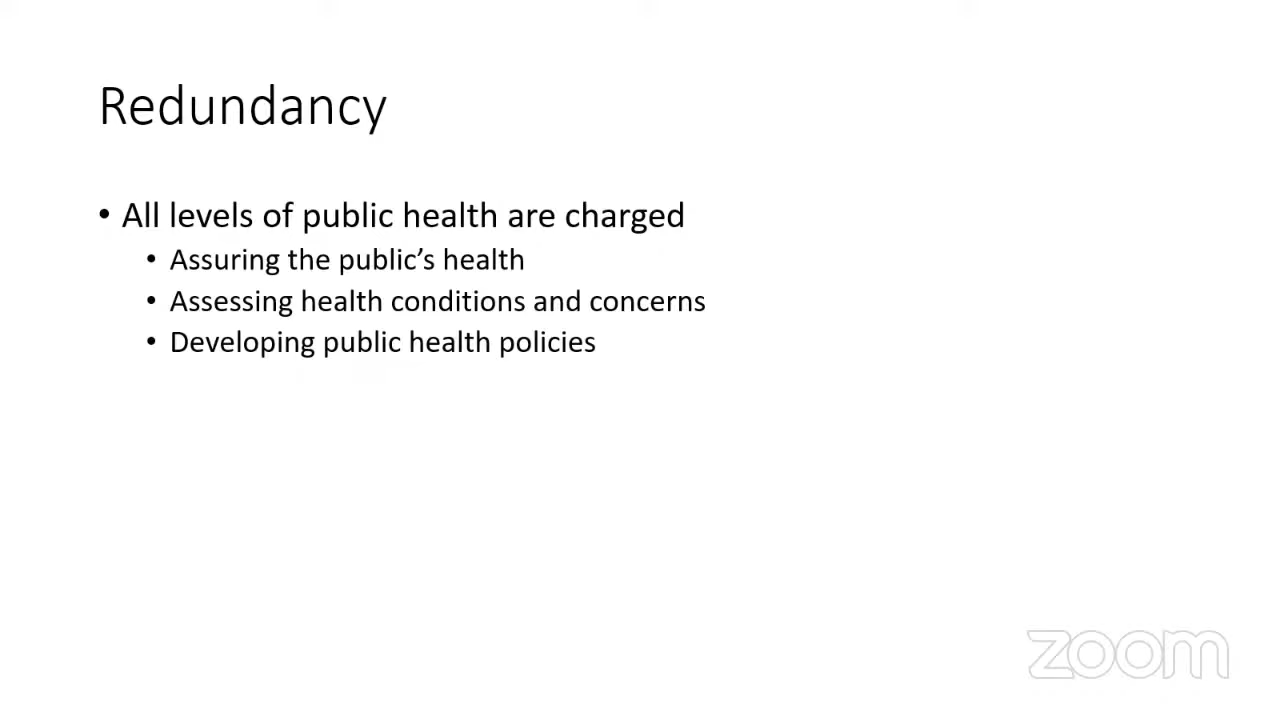 Redundancy
• All levels of public health are charged
• Assuring the public’s health
• Assessing health conditions and concerns
• Developing public health policies
zoom